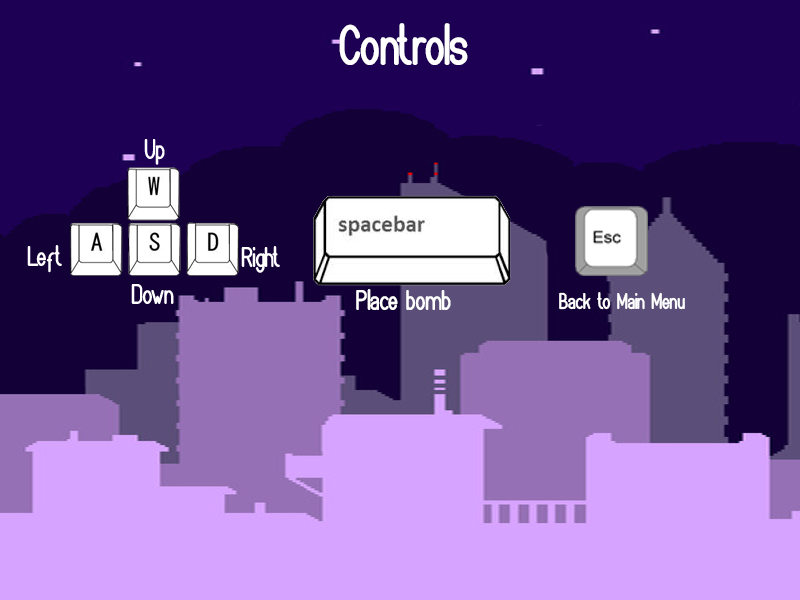 Controls
Up
W
Left A S D Right
Down
spacebar
Place bomb
Esc
Back to Main Menu